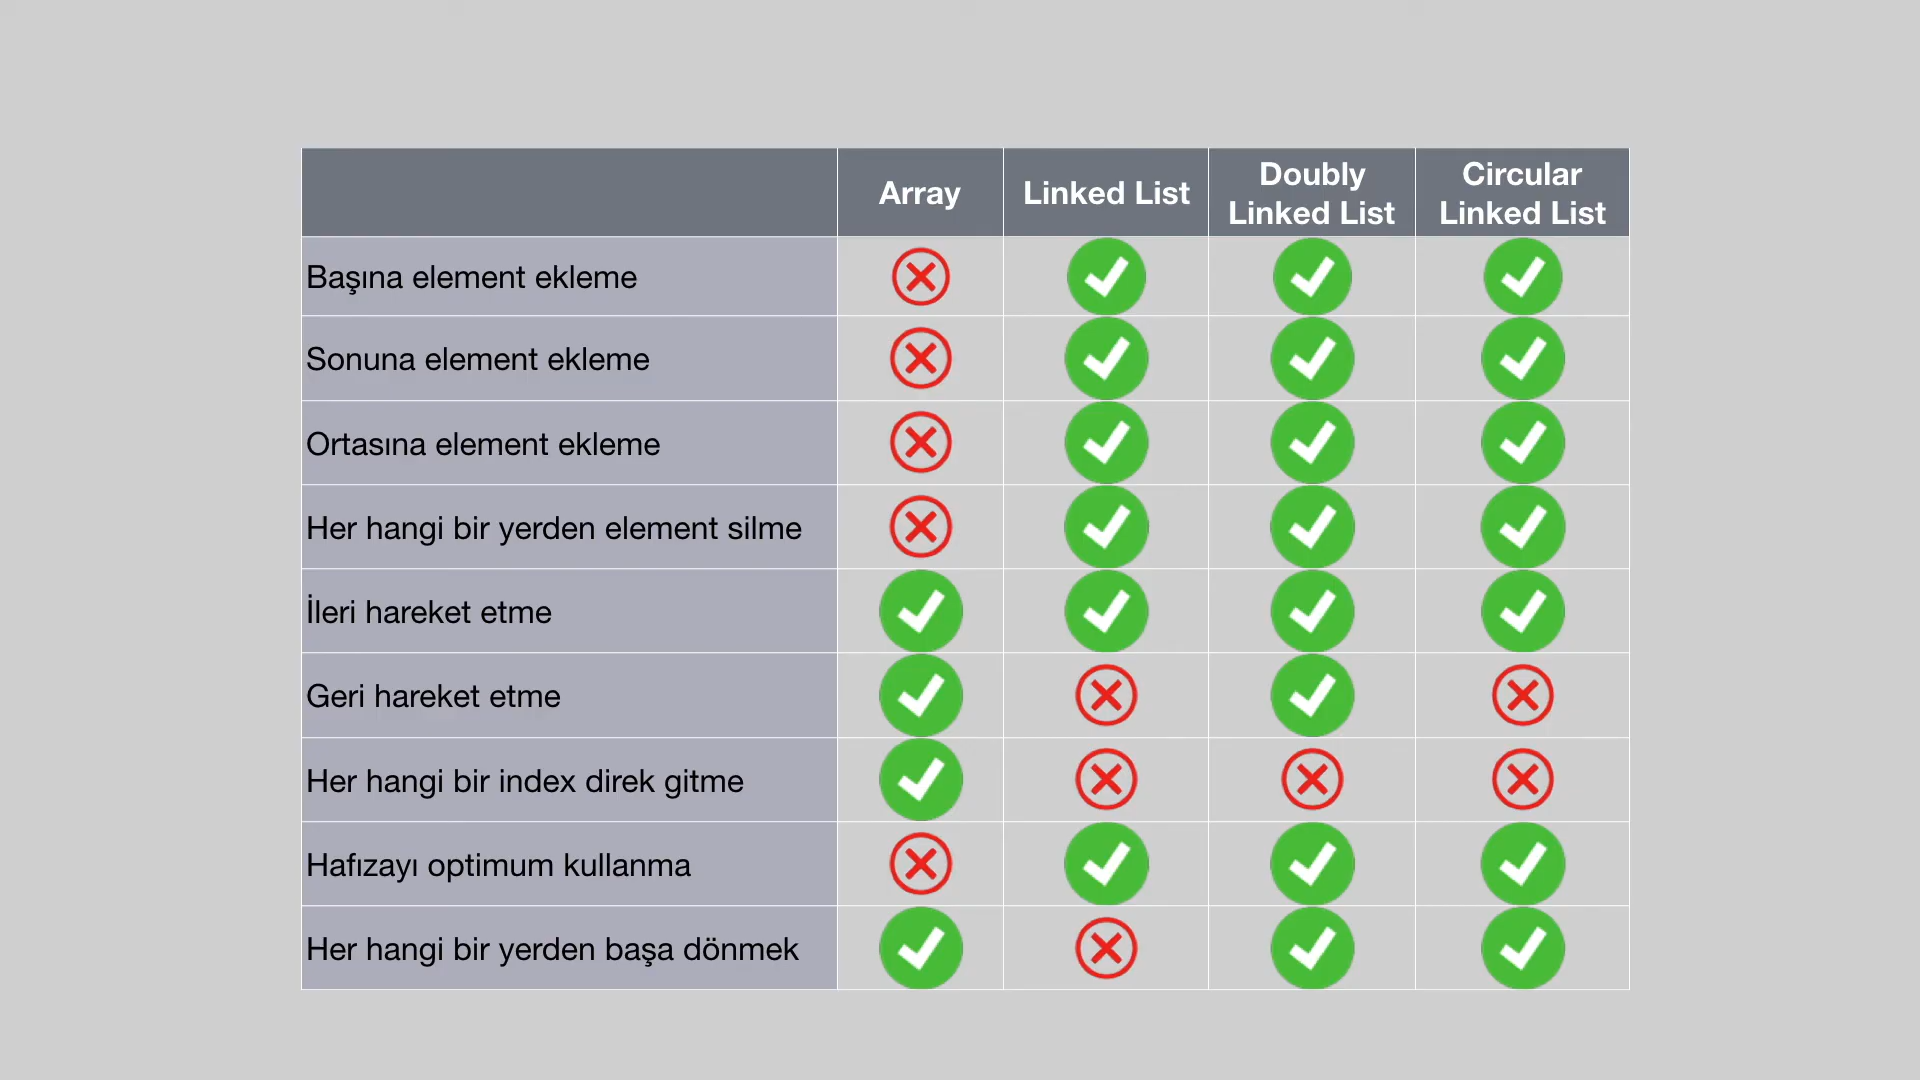 Array
Linked List
Doubly
Linked List
Circular
Linked List
Başına element ekleme
Sonuna element ekleme
Ortasına element ekleme
Her hangi bir yerden element silme
İleri hareket etme
Geri hareket etme
Her hangi bir index direk gitme
Hafızayı optimum kullanma
Her hangi bir yerden başa dönmek